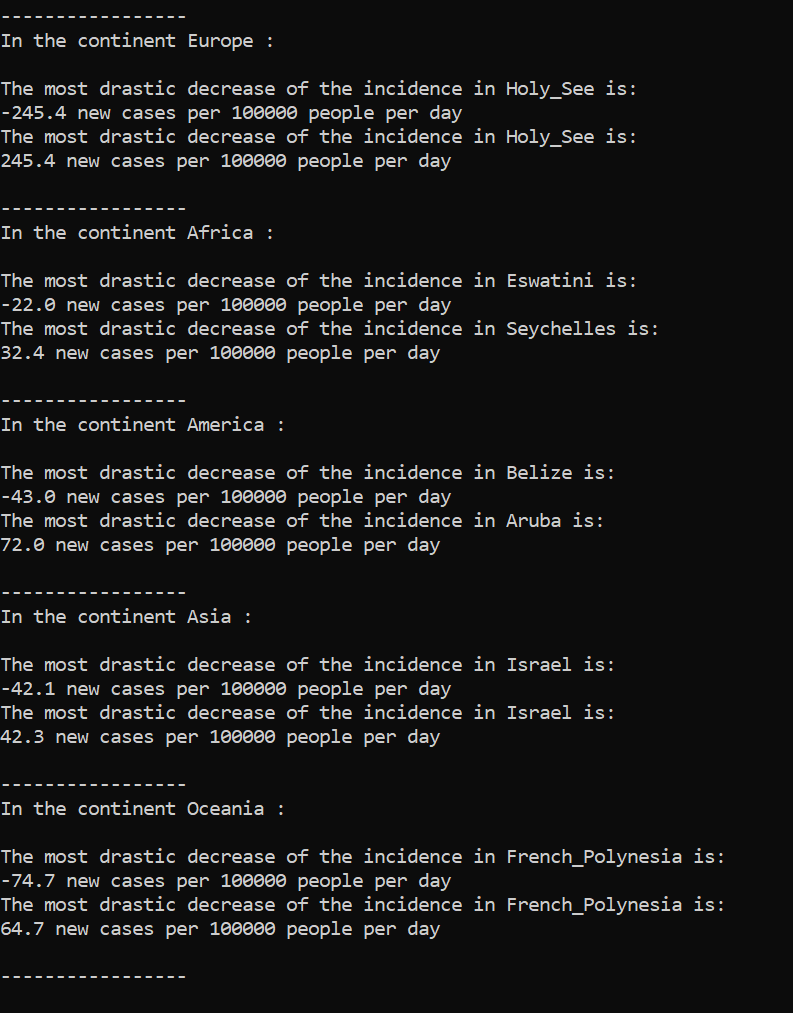 -----------------
In the continent Europe :
The most drastic decrease of the incidence in Holy_See is:
-245.4 new cases per 100000 people per day
The most drastic decrease of the incidence in Holy_See is:
245.4 new cases per 100000 people per day
-----------------
In the continent Africa :
The most drastic decrease of the incidence in Eswatini is:
-22.0 new cases per 100000 people per day
The most drastic decrease of the incidence in Seychelles is:
32.4 new cases per 100000 people per day
-----------------
In the continent America :
The most drastic decrease of the incidence in Belize is:
-43.0 new cases per 100000 people per day
The most drastic decrease of the incidence in Aruba is:
72.0 new cases per 100000 people per day
-----------------
In the continent Asia :
The most drastic decrease of the incidence in Israel is:
-42.1 new cases per 100000 people per day
The most drastic decrease of the incidence in Israel is:
42.3 new cases per 100000 people per day
-----------------
In the continent Oceania :
The most drastic decrease of the incidence in French_Polynesia is:
-74.7 new cases per 100000 people per day
The most drastic decrease of the incidence in French_Polynesia is:
64.7 new cases per 100000 people per day
-----------------